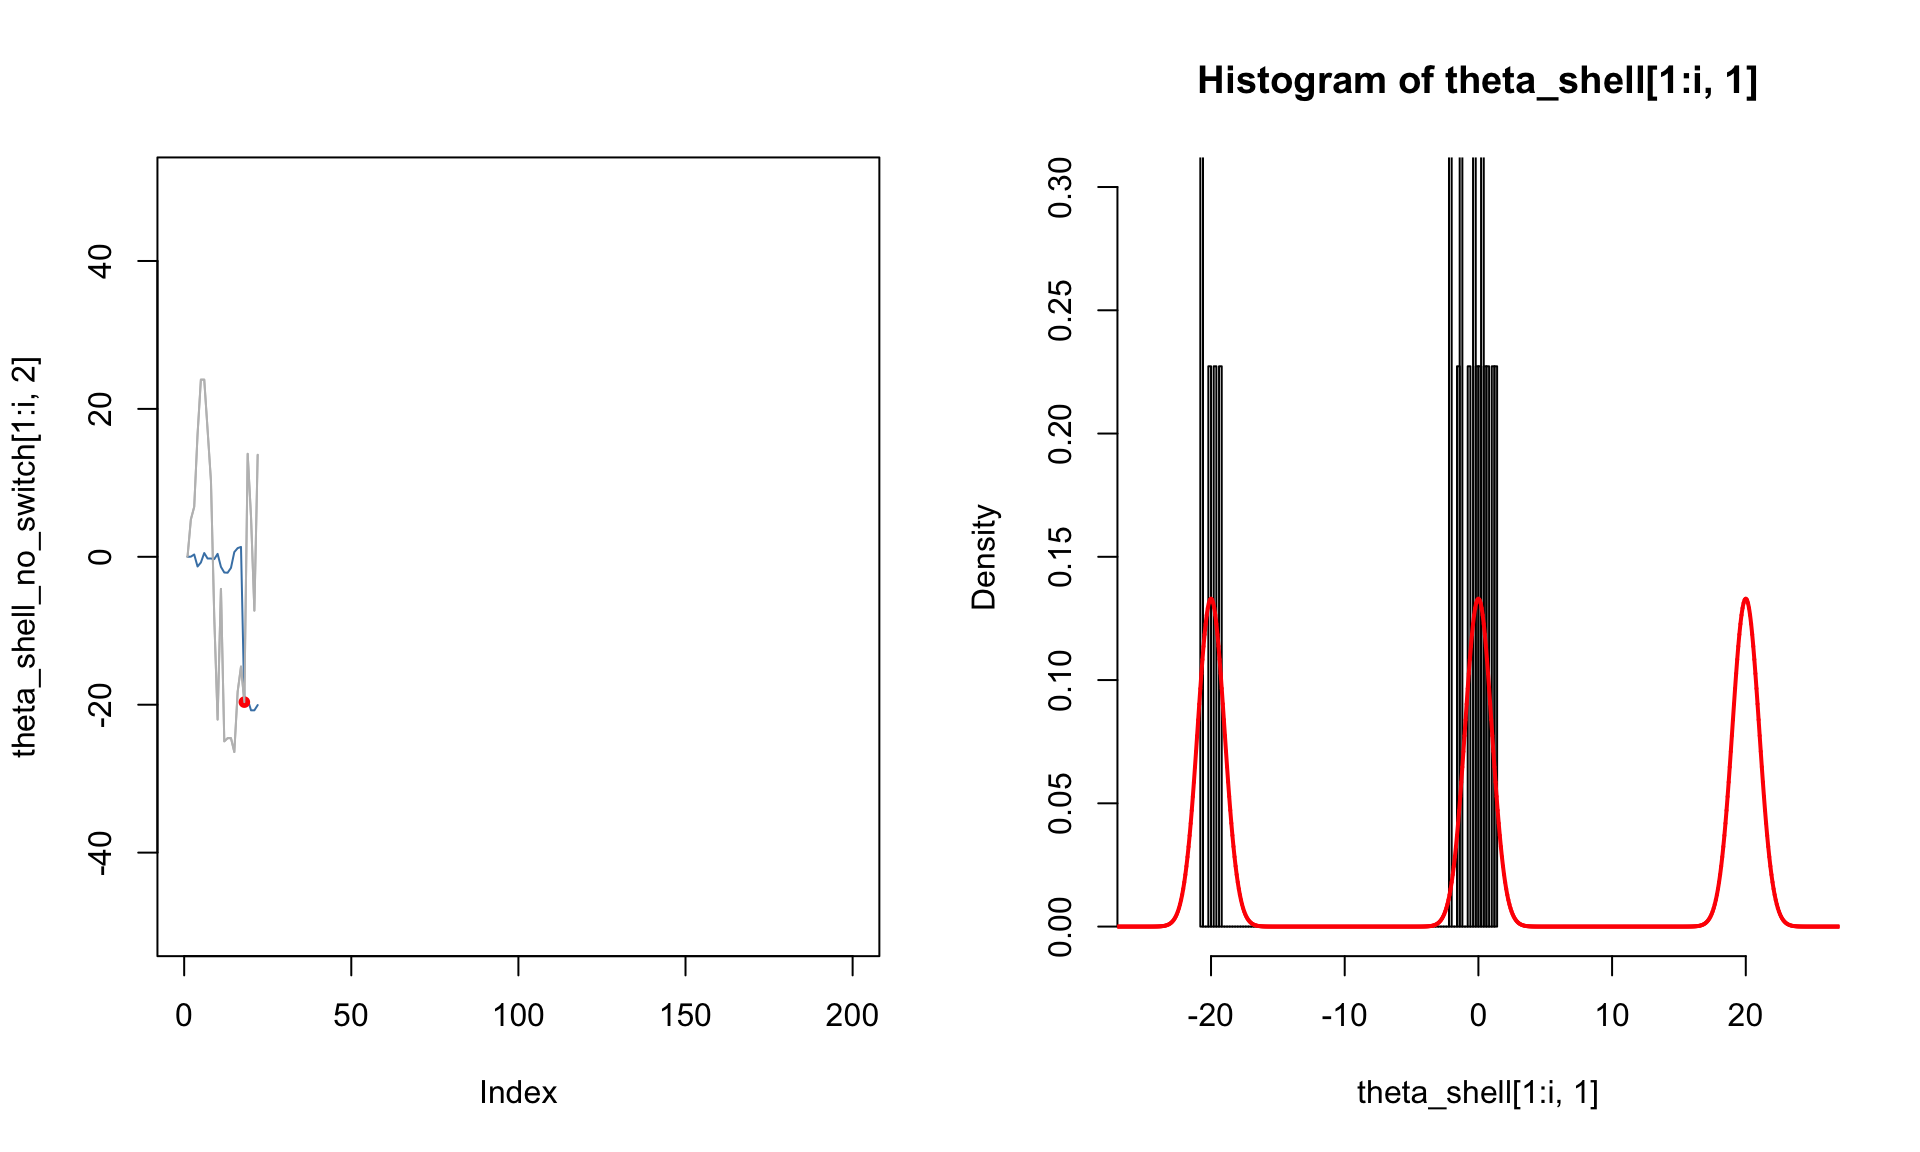 theta_shell_no_switch[1:i, 2]
40
20
0
-20
-40
0 50 100 150 200
Index
Histogram of theta_shell[1:i, 1]
Density
0.30
0.25
0.20
0.15
0.10
0.05
0.00
-20 -10 0 10 20
theta_shell[1:i, 1]